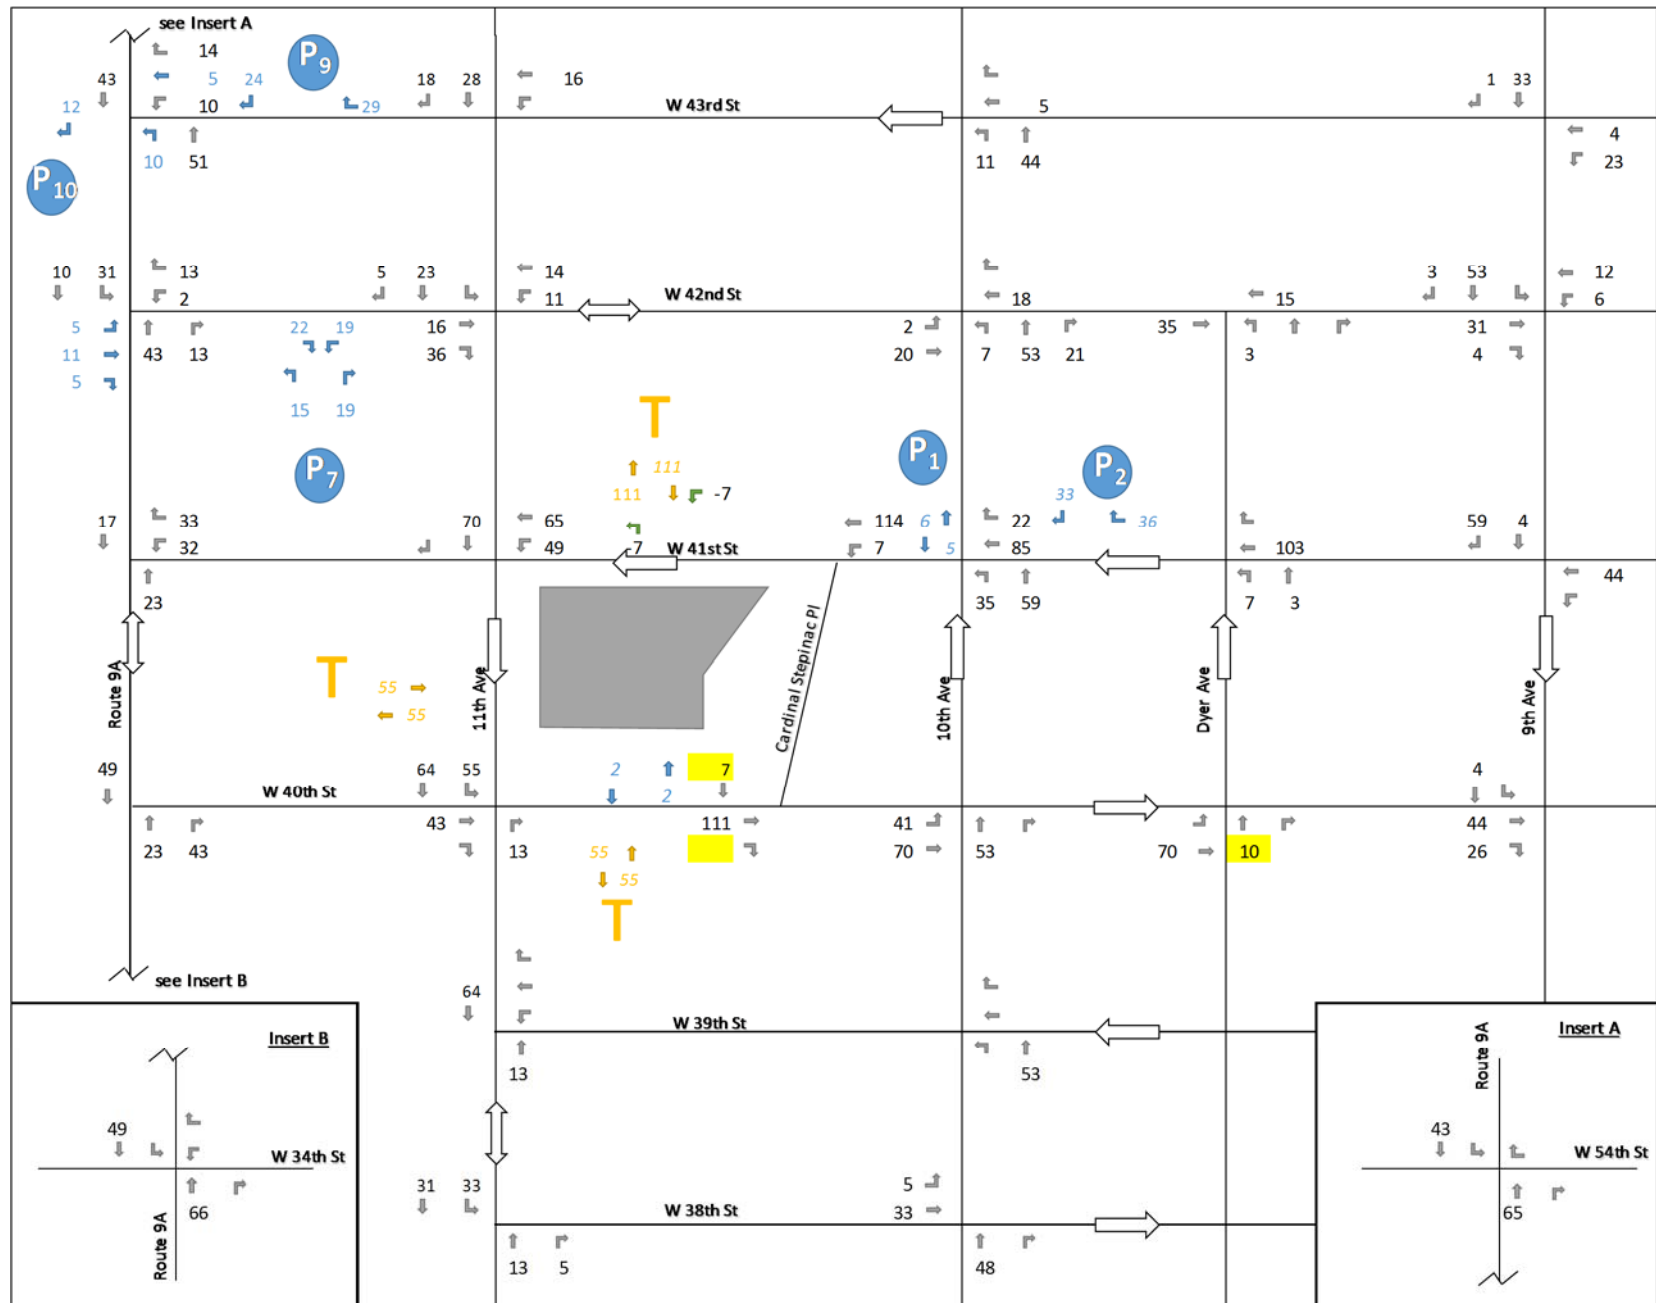 see Insert A
14
P9
43 5 24 18 28 16 1 33
12 10 29 W 43rd St 5
4
10 51 11 44 23
P10
10 31 13 5 23 14 3 53 12
2 11 W 42nd St 18 15 6
5 22 19 16 2 35 31
11 43 13 36 20 7 53 21 3 4
5
15 19
T
P7 P1 P2
111
111 -7 33
17 33 70 65 114 6 22 36 59 4
32 49 -7 W 41st St 7 5 85 103
44
23 35 59 7 3
Route 9A
11th Ave
Cardinal Stepinac Pl
10th Ave
Dyer Ave
9th Ave
T
55
55
49 64 55 2 7 4
W 40th St 2
43 111 41 44
23 43 13 55 70 53 70 10 26
55
T
see Insert B
64
W 39th St
13 53
31 33 5
W 38th St 33
13 5 48
Insert B
49
W 34th St
66
Route 9A
Insert A
Route 9A
43
W 54th St
65